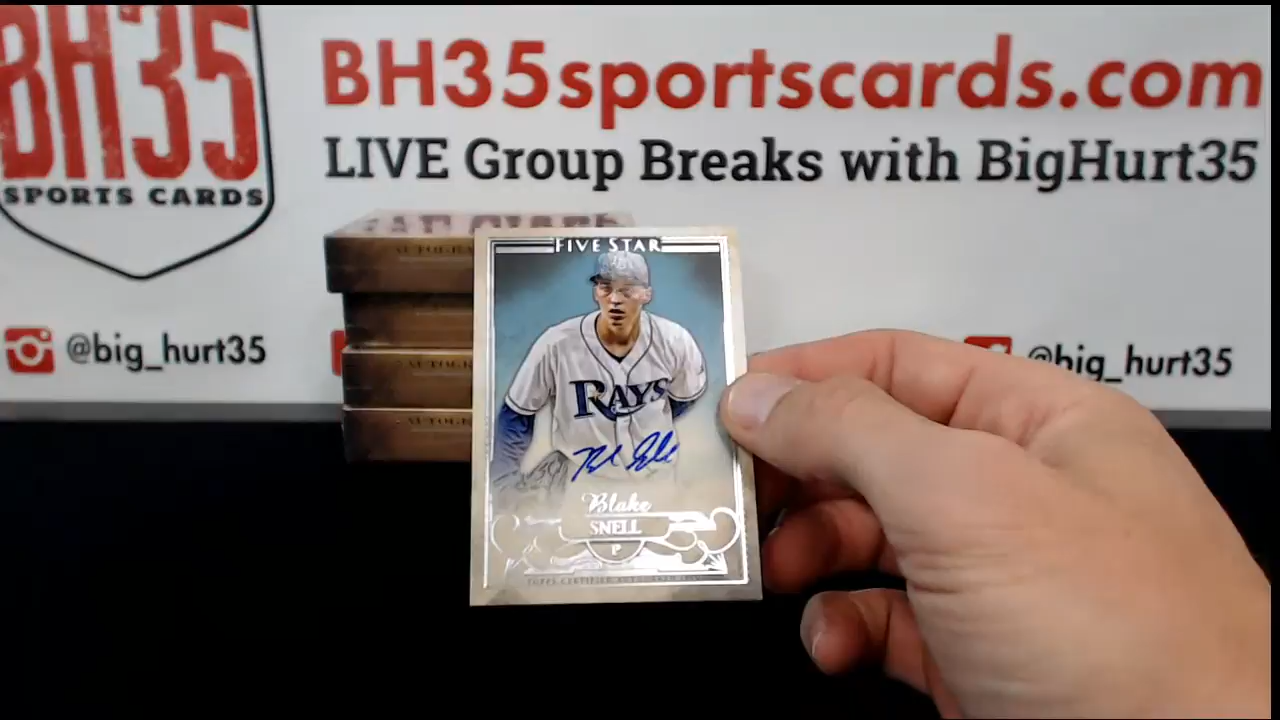 BH35
SPORTS CARDS
BH35sportscards.com
LIVE Group Breaks with BigHurt35
@big_hurt35
@big_hurt35
FIVE STAR
RAYS
Blake
SNELL
P